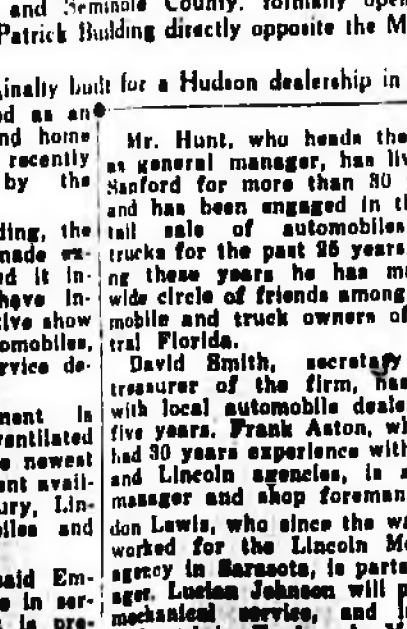 and Seminole County, formally open
Patrick Building directly opposite the M
inally built for a Hudson dealership in
ed as an
nd home
recently
by the
ding, the
made ex-
d it in-
have in-
tive show
omobiles,
rvice de-
ment is
ventilated
e newest
ent avail-
ury, Lin-
biles and
said Em-
e in ser-
is pre-
Mr. Hunt, who heads the
as general manager, has liv
Sanford for more than 30
and has been engaged in th
tail sale of automobiles
trucks for the past 25 years
ng these years he has ma
wide circle of friends among
mobile and truck owners of
tral Florida.
David Smith, secretary
treasurer of the firm, has
with local automobile deale
five years. Frank Aston, wh
had 30 years experience with
and Lincoln agencies, is a
manager and shop foreman
don Lewis, who since the wa
worked for the Lincoln Me
agency in Sarasota, is parts
ager. Lucian Johnson will p
mechanical service, and